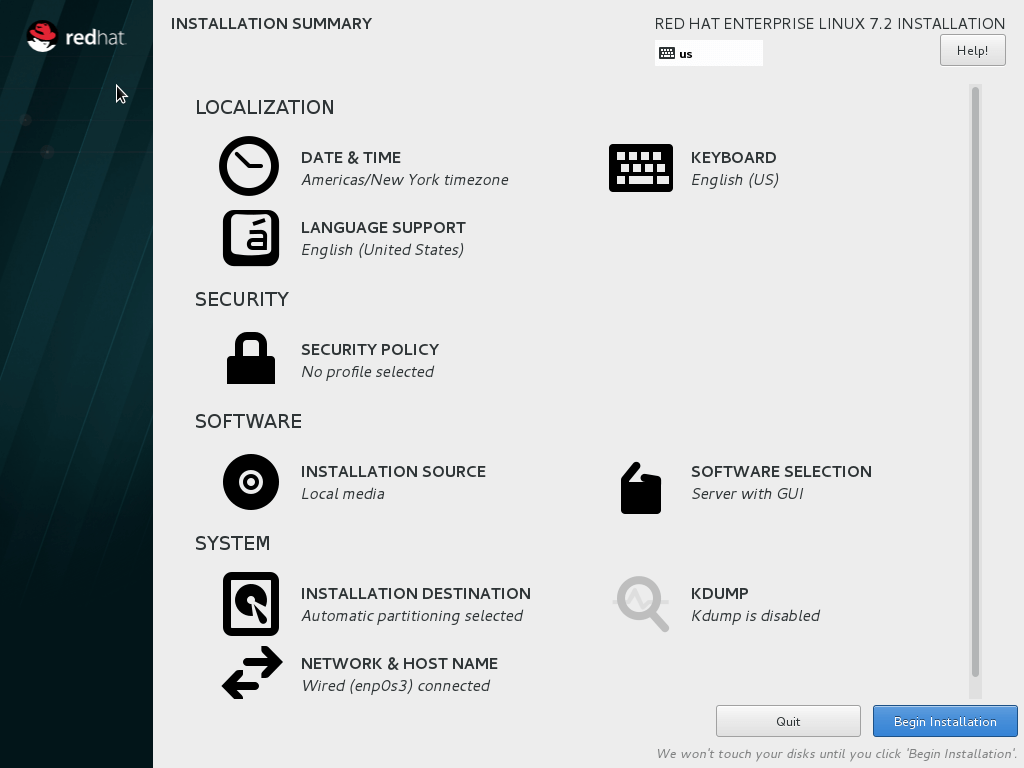 redhat.
INSTALLATION SUMMARY
RED HAT ENTERPRISE LINUX 7.2 INSTALLATION
us
Help!
LOCALIZATION
DATE & TIME
Americas/New York timezone
KEYBOARD
English (US)
á
LANGUAGE SUPPORT
English (United States)
SECURITY
SECURITY POLICY
No profile selected
SOFTWARE
INSTALLATION SOURCE
Local media
SOFTWARE SELECTION
Server with GUI
SYSTEM
INSTALLATION DESTINATION
Automatic partitioning selected
KDUMP
Kdump is disabled
NETWORK & HOST NAME
Wired (enp0s3) connected
Quit
Begin Installation
We won't touch your disks until you click 'Begin Installation'.